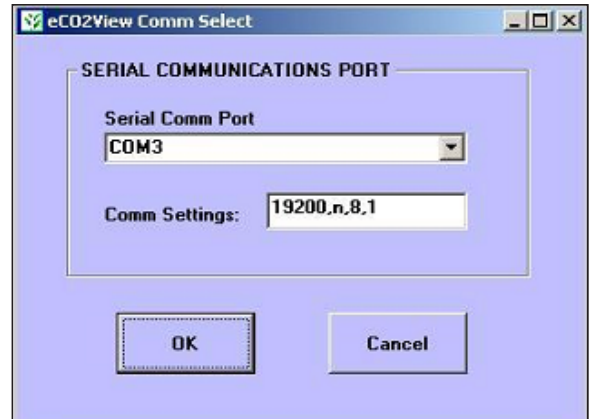 eCO2View Comm Select
SERIAL COMMUNICATIONS PORT
Serial Comm Port
COM3
Comm Settings: 19200,n,8,1
OK Cancel